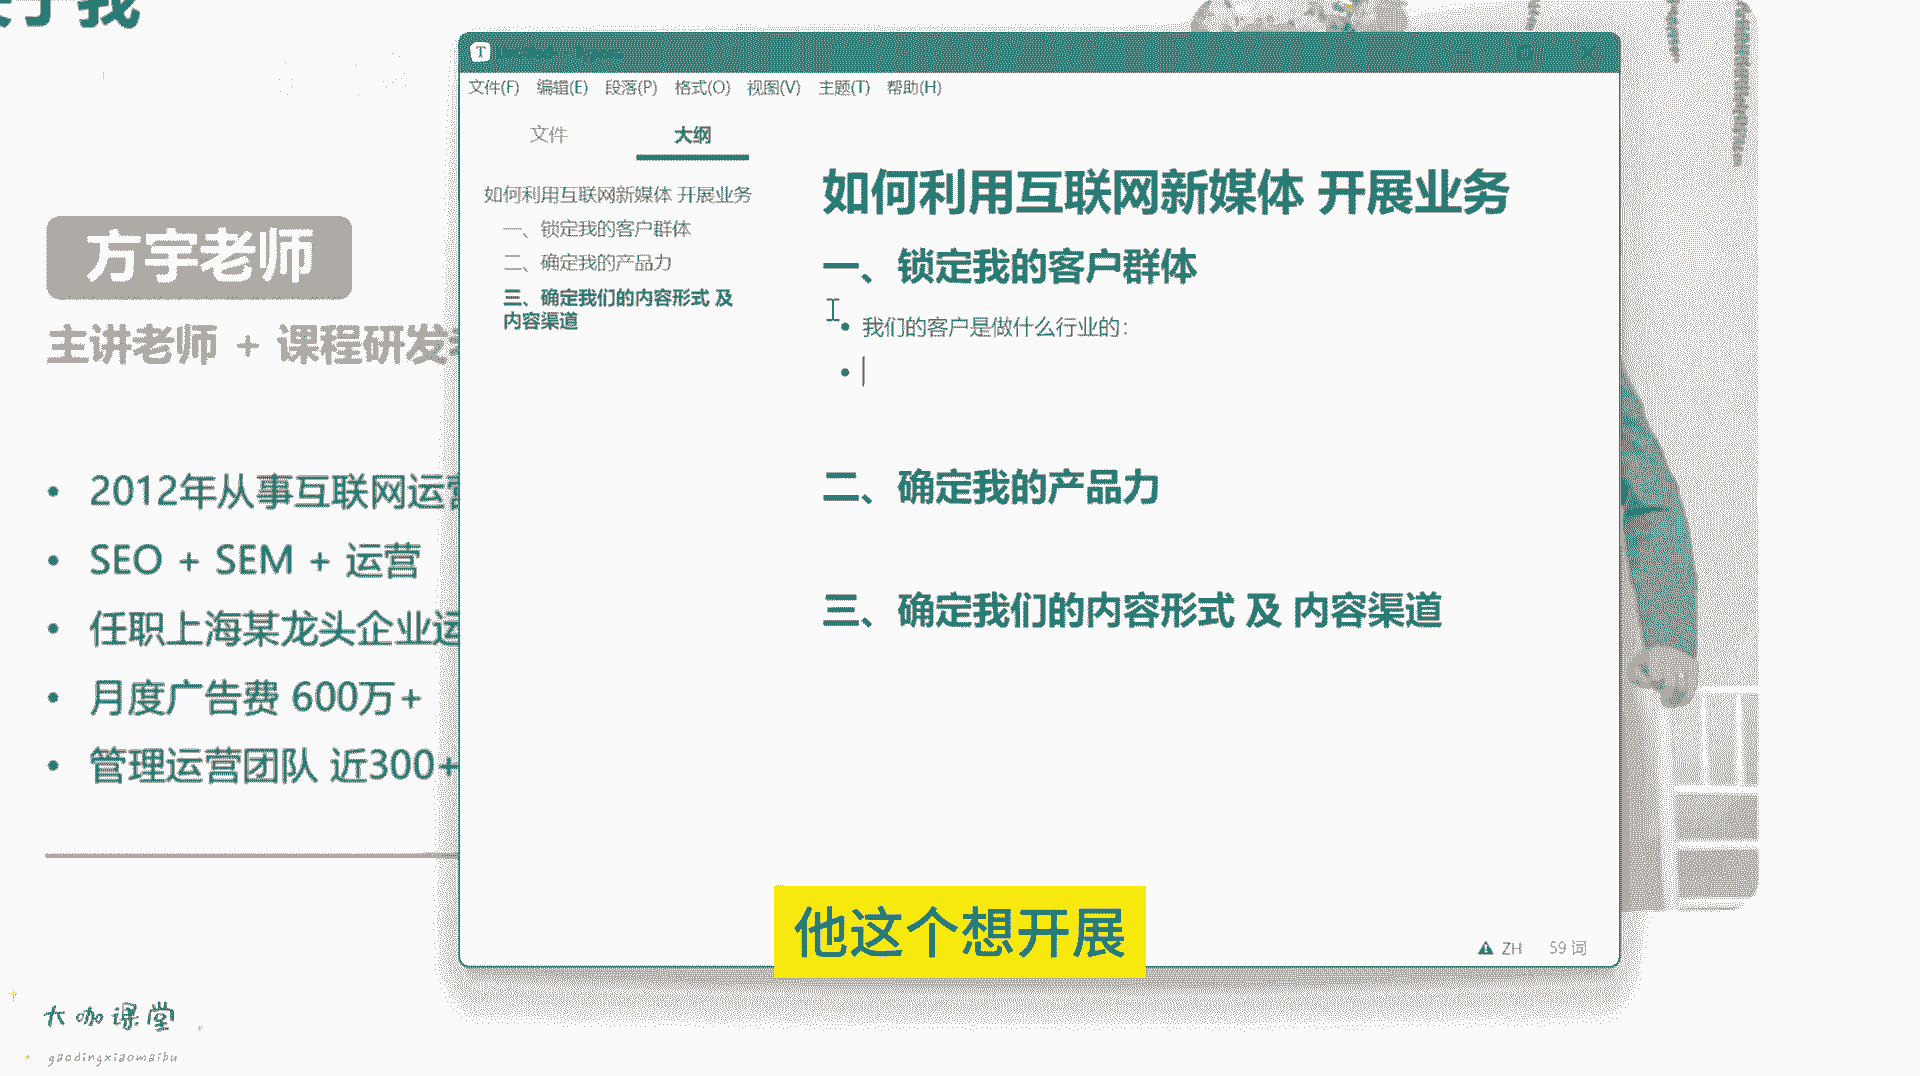 方宇老师
主讲老师 + 课程研发
2012年从事互联网运营
SEO + SEM + 运营
任职上海某龙头企业运
月度广告费 600万+
管理运营团队 近300+
大咖课堂
gaodingxiaomaibu
文件(F) 编辑(E) 段落(P) 格式(O) 视图(V) 主题(T) 帮助(H)
文件 大纲
如何利用互联网新媒体 开展业务
一、锁定我的客户群体
二、确定我的产品力
三、确定我们的内容形式 及
内容渠道
如何利用互联网新媒体 开展业务
一、锁定我的客户群体
我们的客户是做什么行业的：
二、确定我的产品力
三、确定我们的内容形式 及 内容渠道
ZH 59 词
他这个想开展